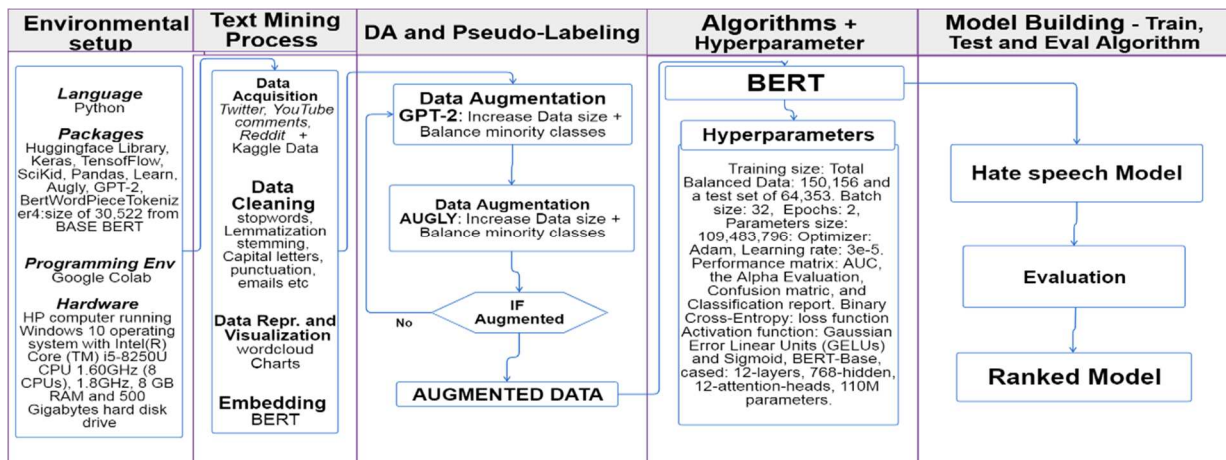 Environmental
setup
Language
Python
Packages
Huggingface Library,
Keras, TensofFlow,
SciKid, Pandas, Learn,
Augly, GPT-2,
BertWordPieceTokeniz
er4:size of 30,522 from
BASE BERT
Programming Env
Google Colab
Hardware
HP computer running
Windows 10 operating
system with Intel(R)
Core (TM) i5-8250U
CPU 1.60GHz (8
CPUs), 1.8GHz, 8 GB
RAM and 500
Gigabytes hard disk
drive
Text Mining
Process
Data
Acquisition
Twitter, YouTube
comments,
Reddit +
Kaggle Data
Data
Cleaning
stopwords,
Lemmatization
stemming,
Capital letters,
punctuation,
emails etc
Data Repr. and
Visualization
wordcloud
Charts
Embedding
BERT
DA and Pseudo-Labeling
Data Augmentation
GPT-2: Increase Data size +
Balance minority classes
Data Augmentation
AUGLY: Increase Data size +
Balance minority classes
IF
Augmented
No
AUGMENTED DATA
Algorithms +
Hyperparameter
BERT
Hyperparameters
Training size: Total
Balanced Data: 150,156 and
a test set of 64,353. Batch
size: 32, Epochs: 2,
Parameters size:
109,483,796: Optimizer:
Adam, Learning rate: 3e-5.
Performance matrix: AUC,
the Alpha Evaluation,
Confusion matric, and
Classification report. Binary
Cross-Entropy: loss function
Activation function: Gaussian
Error Linear Units (GELUs)
and Sigmoid, BERT-Base,
cased: 12-layers, 768-hidden,
12-attention-heads, 110M
parameters.
Model Building - Train,
Test and Eval Algorithm
Hate speech Model
Evaluation
Ranked Model